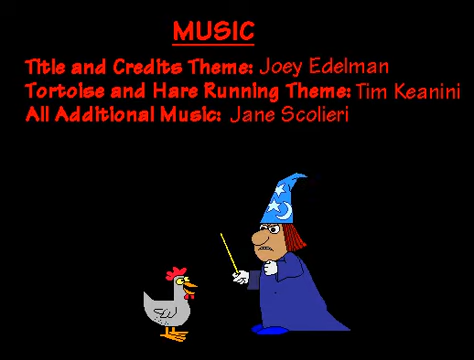 MUSIC
Title and Credits Theme: Joey Edelman
Tortoise and Hare Running Theme: Tim Keanini
All Additional Music: Jane Scolieri